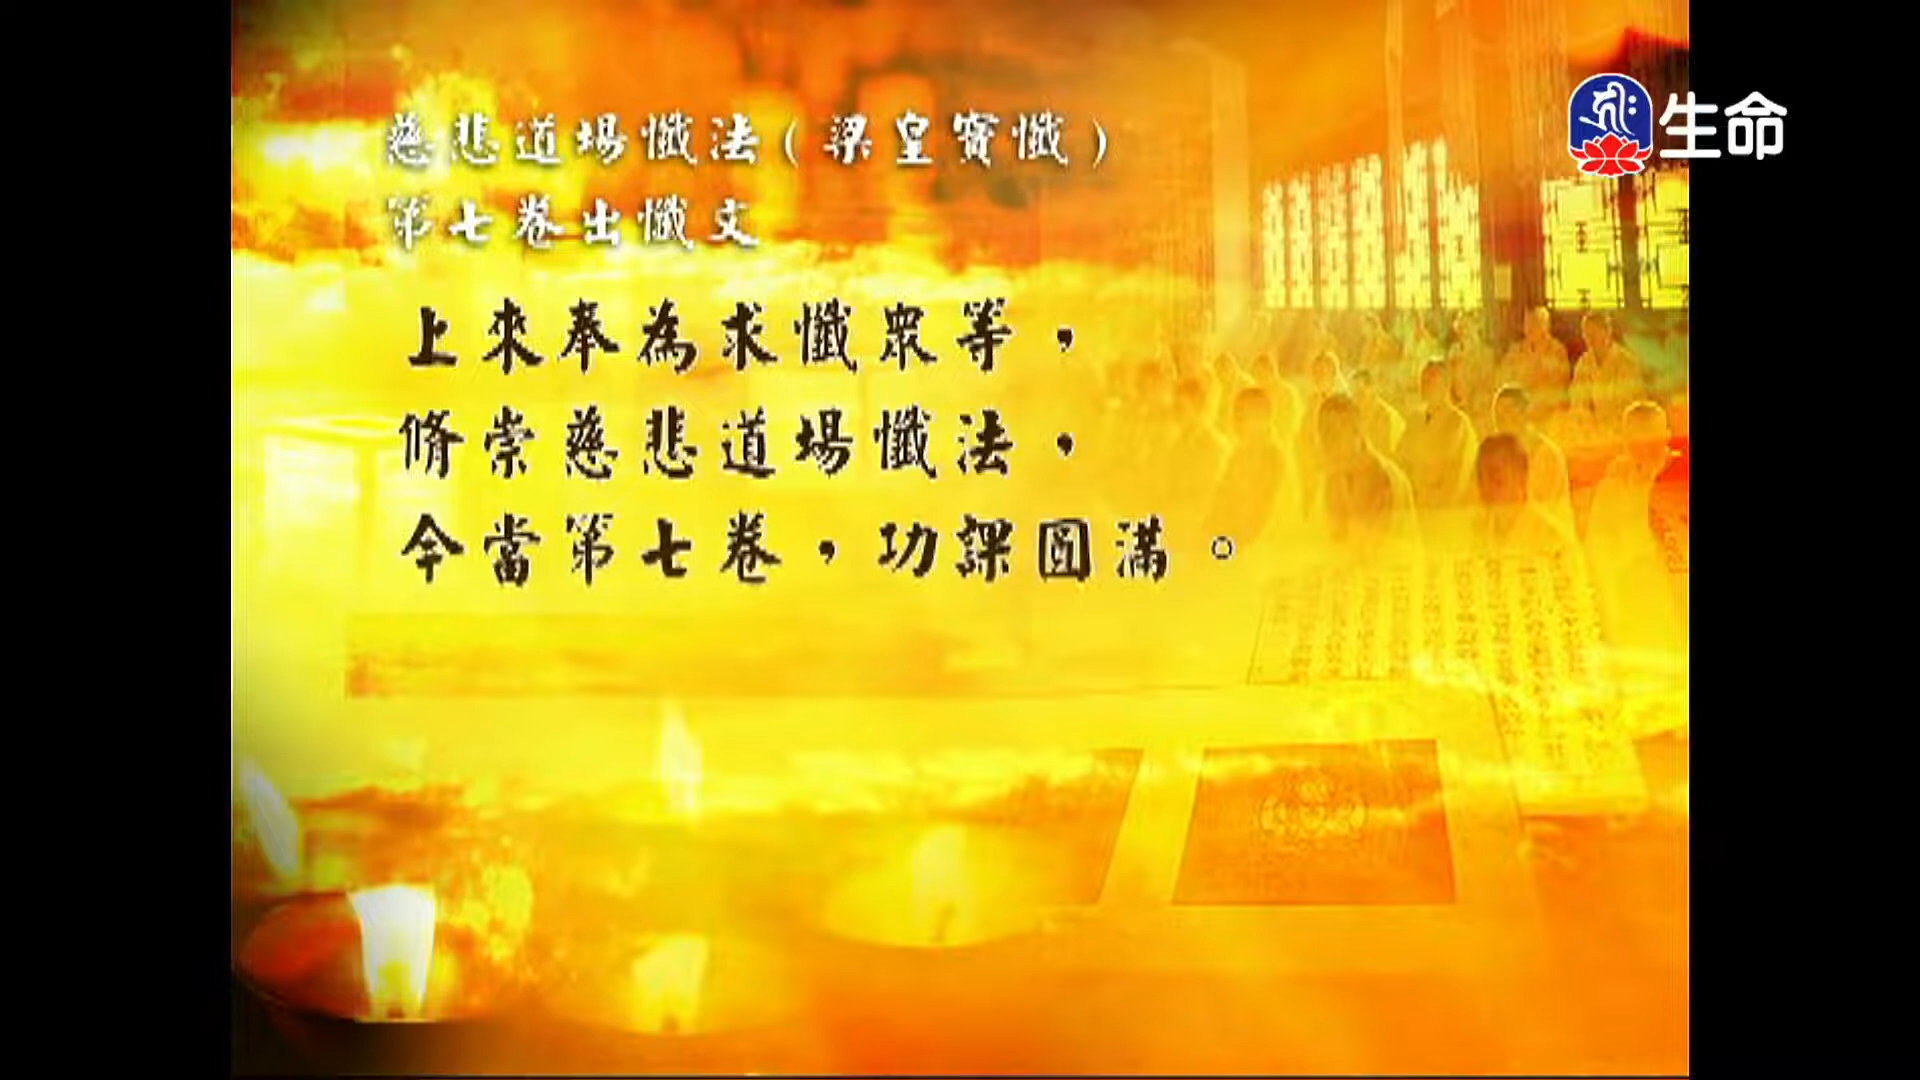 慈悲道場懺法(梁皇寶懺)
第七卷出懺文
上來奉為求懺眾等，
脩崇慈悲道場懺法，
今當第七卷，功課圓滿。
生命